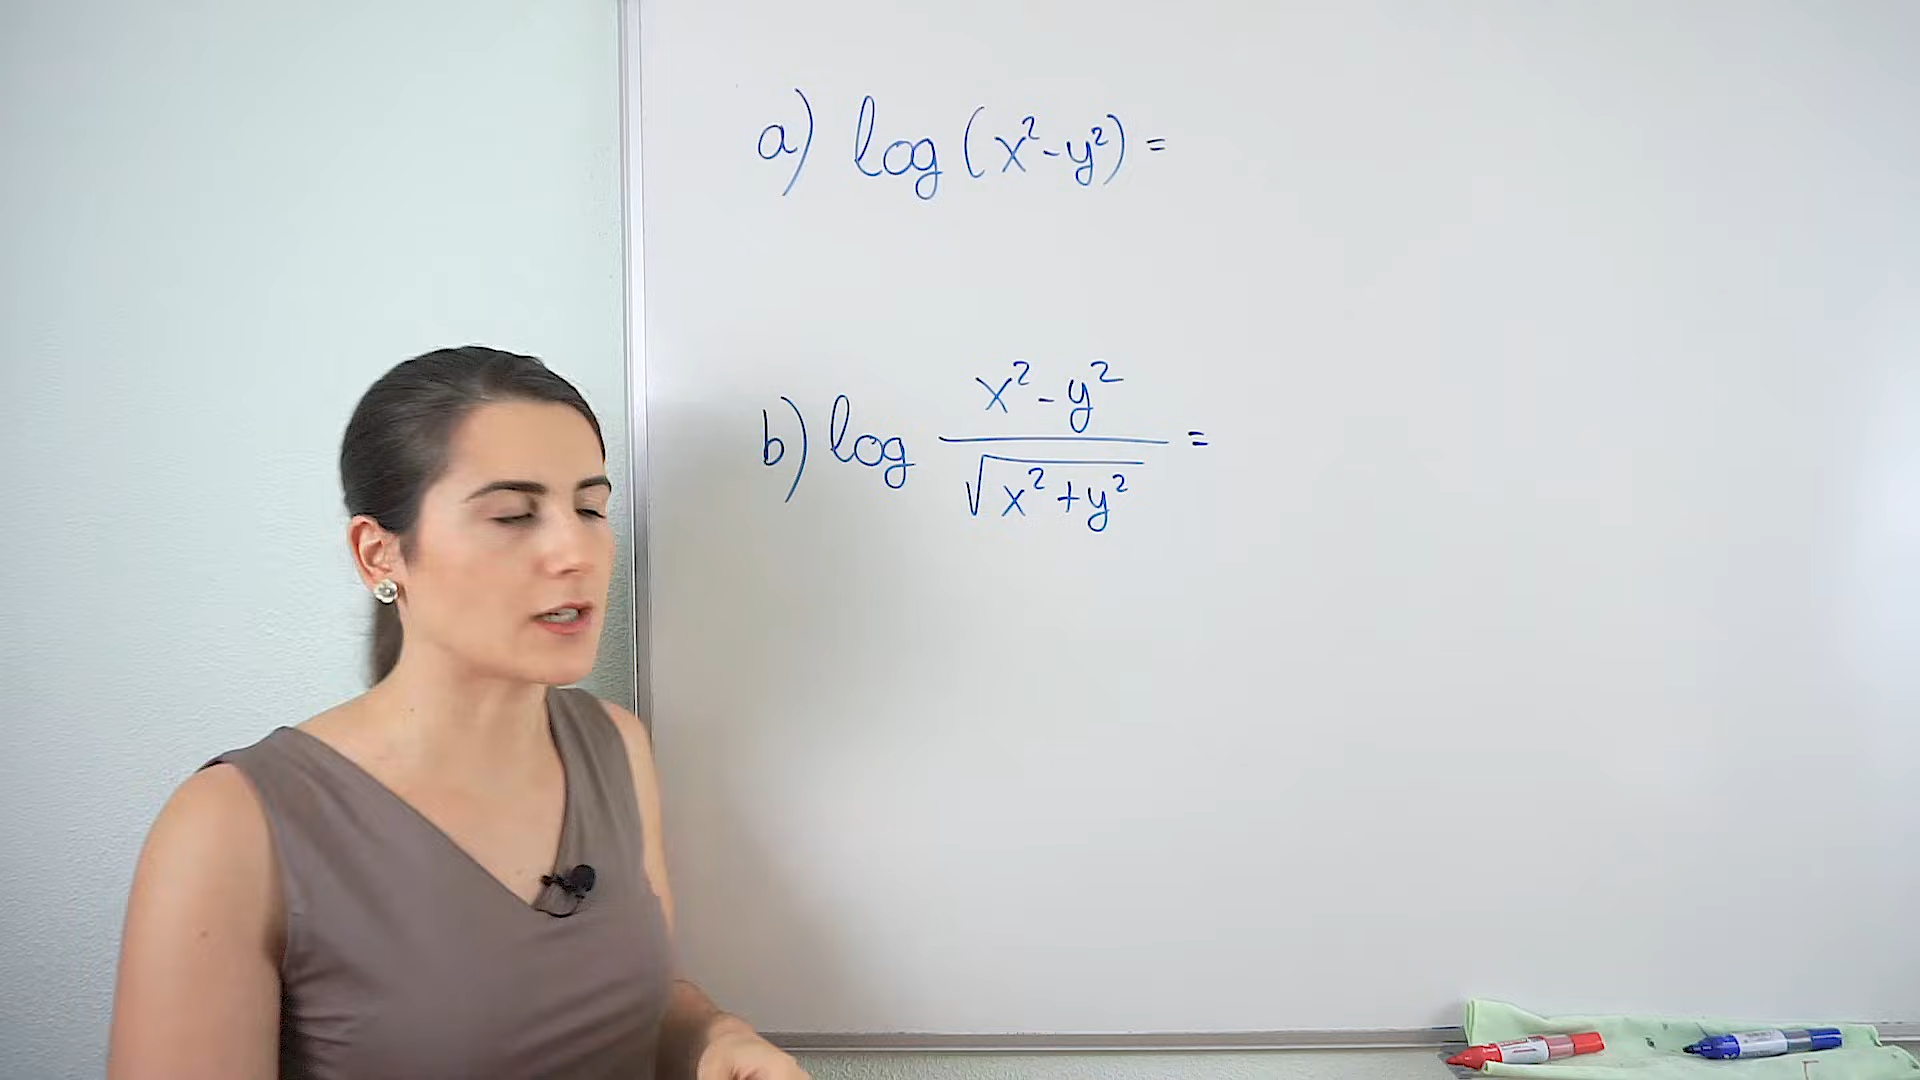 a) log (x²-y²) =
b) log (x²-y²)/√(x²+y²) =